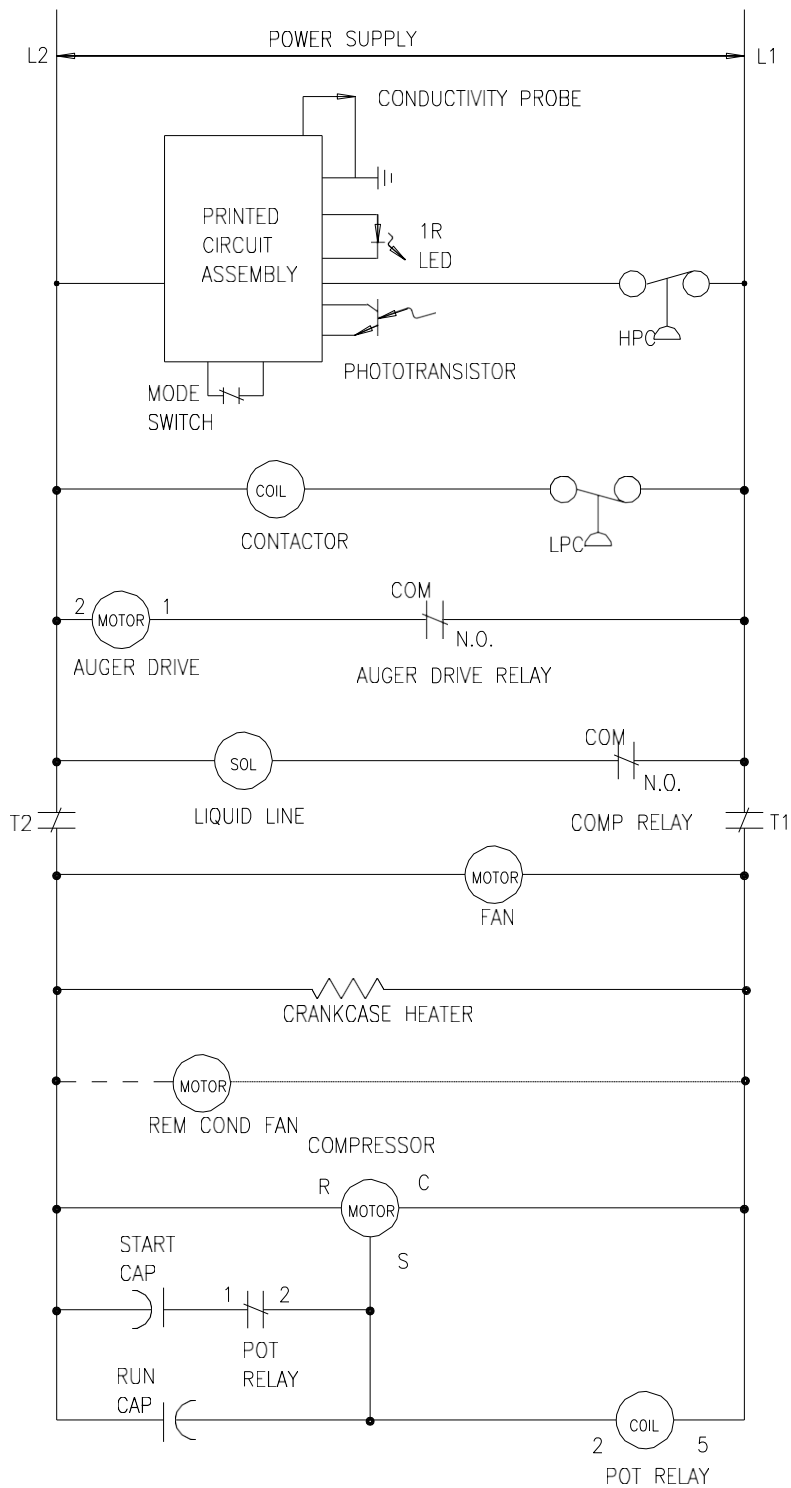 POWER SUPPLY
L2
L1
CONDUCTIVITY PROBE
PRINTED
CIRCUIT
ASSEMBLY
1R
LED
HPC
PHOTOTRANSISTOR
MODE
SWITCH
COIL
CONTACTOR
LPC
2
MOTOR
1
COM
N.O.
AUGER DRIVE
AUGER DRIVE RELAY
SOL
COM
N.O.
LIQUID LINE
COMP RELAY
T2
T1
MOTOR
FAN
CRANKCASE HEATER
MOTOR
REM COND FAN
COMPRESSOR
R
MOTOR
C
S
START
CAP
1
2
POT
RELAY
RUN
CAP
COIL
2
5
POT RELAY